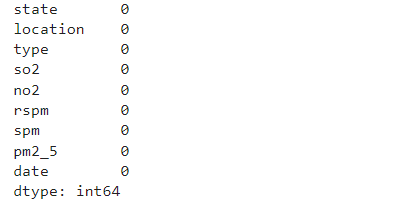 state 0
location 0
type 0
so2 0
no2 0
rspm 0
spm 0
pm2_5 0
date 0
dtype: int64